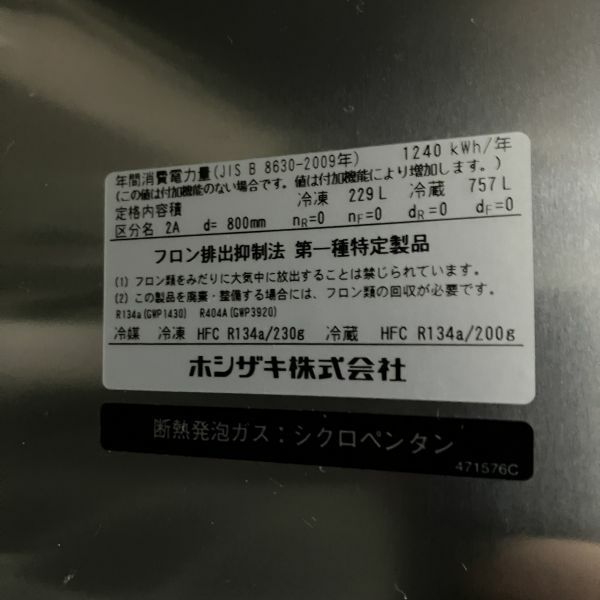 年間消費電力量(JIS B 8630-2009年) 1240 kWh/年
(この値は付加機能のない場合です。値は付加機能により増加します。)
定格内容積 冷凍 229 L 冷蔵 757 L
区分名 2A d= 800mm nR=0 nF=0 dR=0 dF=0
フロン排出抑制法 第一種特定製品
(1) フロン類をみだりに大気中に放出することは禁じられています。
(2) この製品を廃棄・整備する場合には、フロン類の回収が必要です。
R134a(GWP1430) R404A(GWP3920)
冷媒 冷凍 HFC R134a/230g 冷蔵 HFC R134a/200g
ホシザキ株式会社
断熱発泡ガス：シクロペンタン
471576C